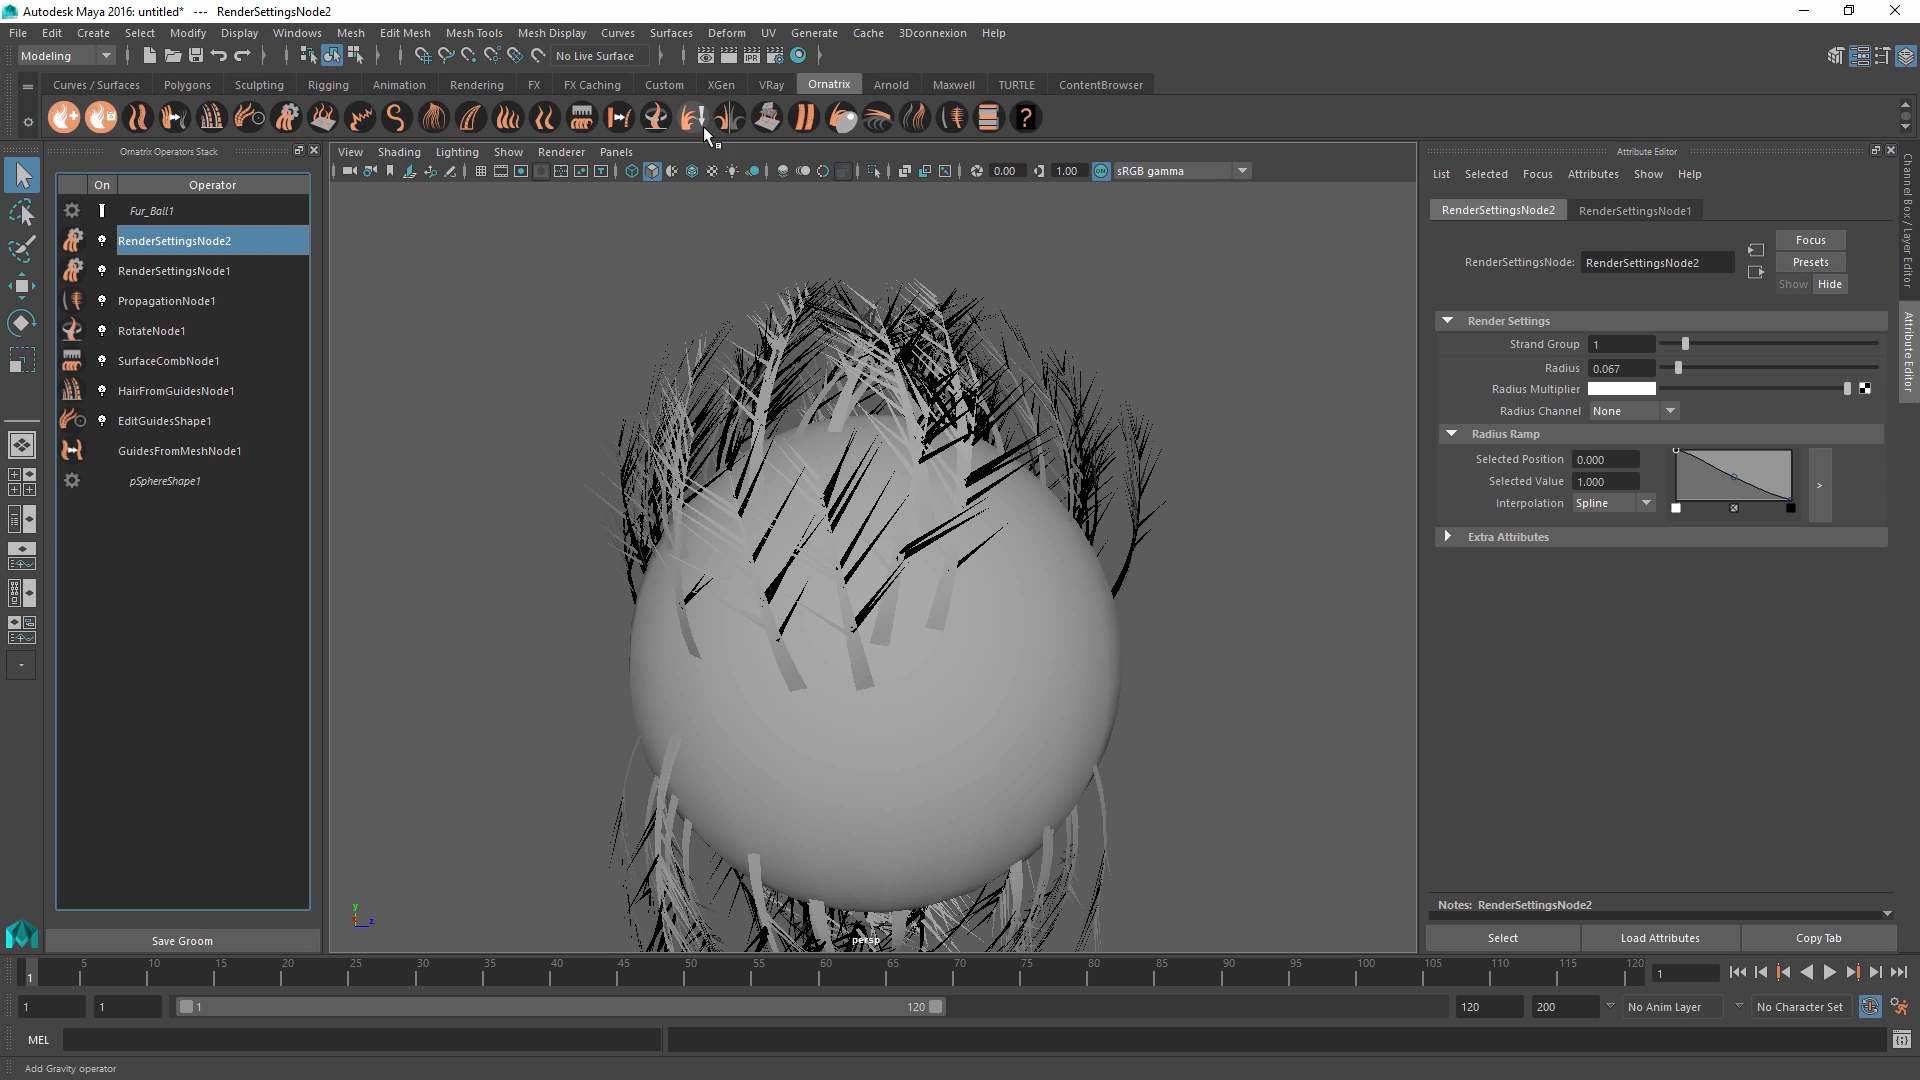 Autodesk Maya 2016: untitled* --- RenderSettingsNode2
File Edit Create Select Modify Display Windows Mesh Edit Mesh Mesh Tools Mesh Display Curves Surfaces Deform UV Generate Cache 3Dconnexion Help
Modeling No Live Surface
Curves / Surfaces Polygons Sculpting Rigging Animation Rendering FX FX Caching Custom XGen VRay Ornatrix Arnold Maxwell TURTLE ContentBrowser
Ornatrix Operators Stack
On Operator
Fur_Ball1
RenderSettingsNode2
RenderSettingsNode1
PropagationNode1
RotateNode1
SurfaceCombNode1
HairFromGuidesNode1
EditGuidesShape1
GuidesFromMeshNode1
pSphereShape1
Save Groom
View Shading Lighting Show Renderer Panels
0.00 1.00 ON sRGB gamma
y
z
persp
Attribute Editor
List Selected Focus Attributes Show Help
RenderSettingsNode2 RenderSettingsNode1
Focus
RenderSettingsNode: RenderSettingsNode2 Presets
Show Hide
Render Settings
Strand Group 1
Radius 0.067
Radius Multiplier
Radius Channel None
Radius Ramp
Selected Position 0.000
Selected Value 1.000
Interpolation Spline
>
Extra Attributes
Notes: RenderSettingsNode2
Select Load Attributes Copy Tab
Channel Box / Layer Editor
Attribute Editor
1 5 10 15 20 25 30 35 40 45 50 55 60 65 70 75 80 85 90 95 100 105 110 115 120 1
1 1 1 120 120 200 No Anim Layer No Character Set
MEL
Add Gravity operator